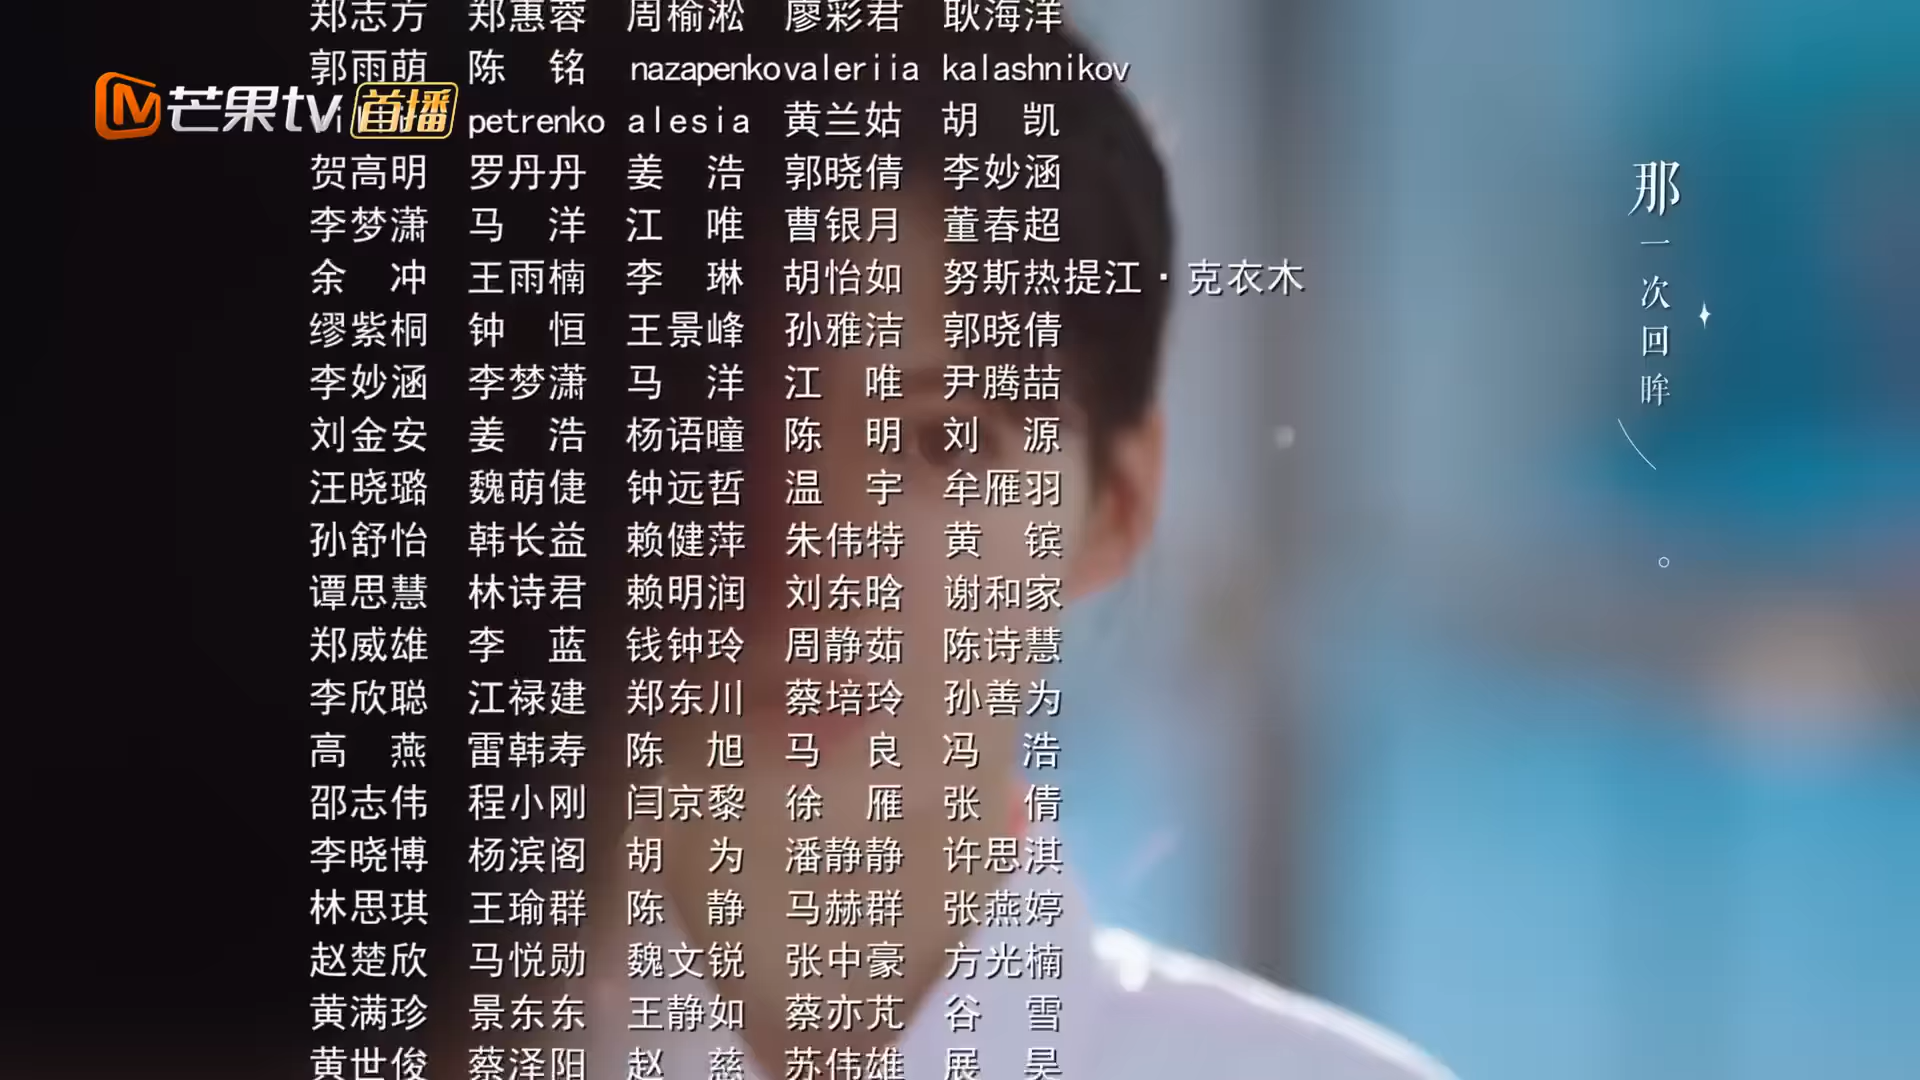 郑志方 郑惠蓉 周榆淞 廖彩君 耿海洋
郭雨萌 陈铭 nazapenkovaleriia kalashnikov
芒果tv 首播
petrenko alesia 黄兰姑 胡凯
贺高明 罗丹丹 姜浩 郭晓倩 李妙涵
李梦潇 马洋 江唯 曹银月 董春超
余冲 王雨楠 李琳 胡怡如 努斯热提江·克衣木
缪紫桐 钟恒 王景峰 孙雅洁 郭晓倩
李妙涵 李梦潇 马洋 江唯 尹腾喆
刘金安 姜浩 杨语曈 陈明 刘源
汪晓璐 魏萌倢 钟远哲 温宇 牟雁羽
孙舒怡 韩长益 赖健萍 朱伟特 黄镔
谭思慧 林诗君 赖明润 刘东晗 谢和家
郑威雄 李蓝 钱钟玲 周静茹 陈诗慧
李欣聪 江禄建 郑东川 蔡培玲 孙善为
高燕 雷韩寿 陈旭 马良 冯浩
邵志伟 程小刚 闫京黎 徐雁 张倩
李晓博 杨滨阁 胡为 潘静静 许思淇
林思琪 王瑜群 陈静 马赫群 张燕婷
赵楚欣 马悦勋 魏文锐 张中豪 方光楠
黄满珍 景东东 王静如 蔡亦芃 谷雪
黄世俊 蔡泽阳 赵慈 苏伟雄 展昊
那一次回眸